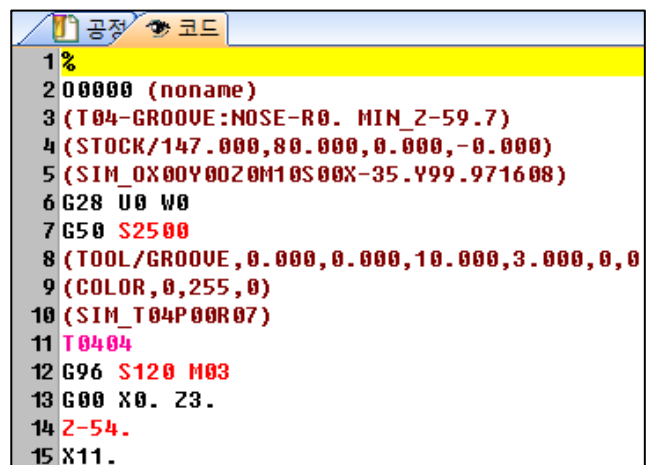 공정 코드
1 %
2 O0000 (noname)
3 (T04-GROOVE:NOSE-R0. MIN_Z-59.7)
4 (STOCK/147.000,80.000,0.000,-0.000)
5 (SIM_OX0OY0OZ0M10S00X-35.Y99.971608)
6 G28 U0 W0
7 G50 S2500
8 (TOOL/GROOVE,0.000,0.000,10.000,3.000,0,0
9 (COLOR,0,255,0)
10 (SIM_T04P00R07)
11 T0404
12 G96 S120 M03
13 G00 X0. Z3.
14 Z-54.
15 X11.